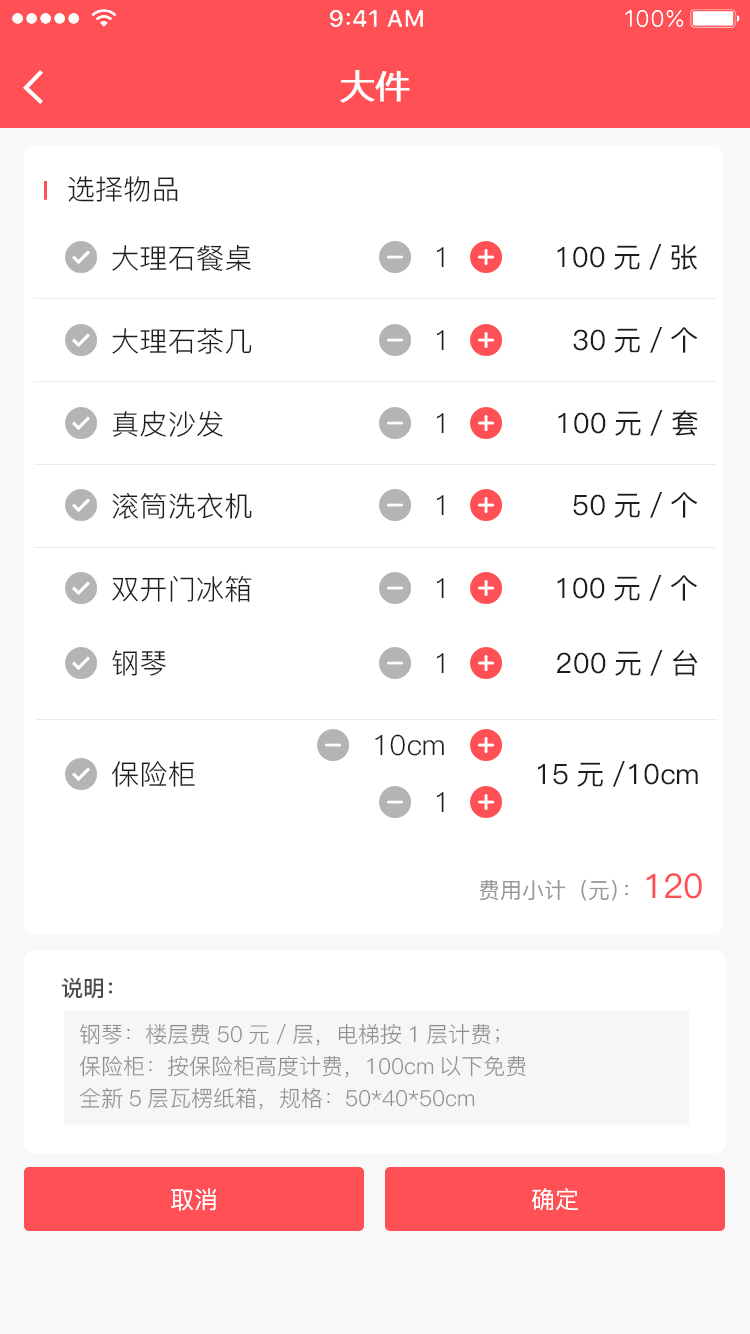 9:41 AM 100%
大件
选择物品
大理石餐桌 1 100 元 / 张
大理石茶几 1 30 元 / 个
真皮沙发 1 100 元 / 套
滚筒洗衣机 1 50 元 / 个
双开门冰箱 1 100 元 / 个
钢琴 1 200 元 / 台
10cm
保险柜 15 元 /10cm
1
费用小计（元）：120
说明：
钢琴：楼层费 50 元 / 层，电梯按 1 层计费；
保险柜：按保险柜高度计费，100cm 以下免费
全新 5 层瓦楞纸箱，规格：50*40*50cm
取消 确定